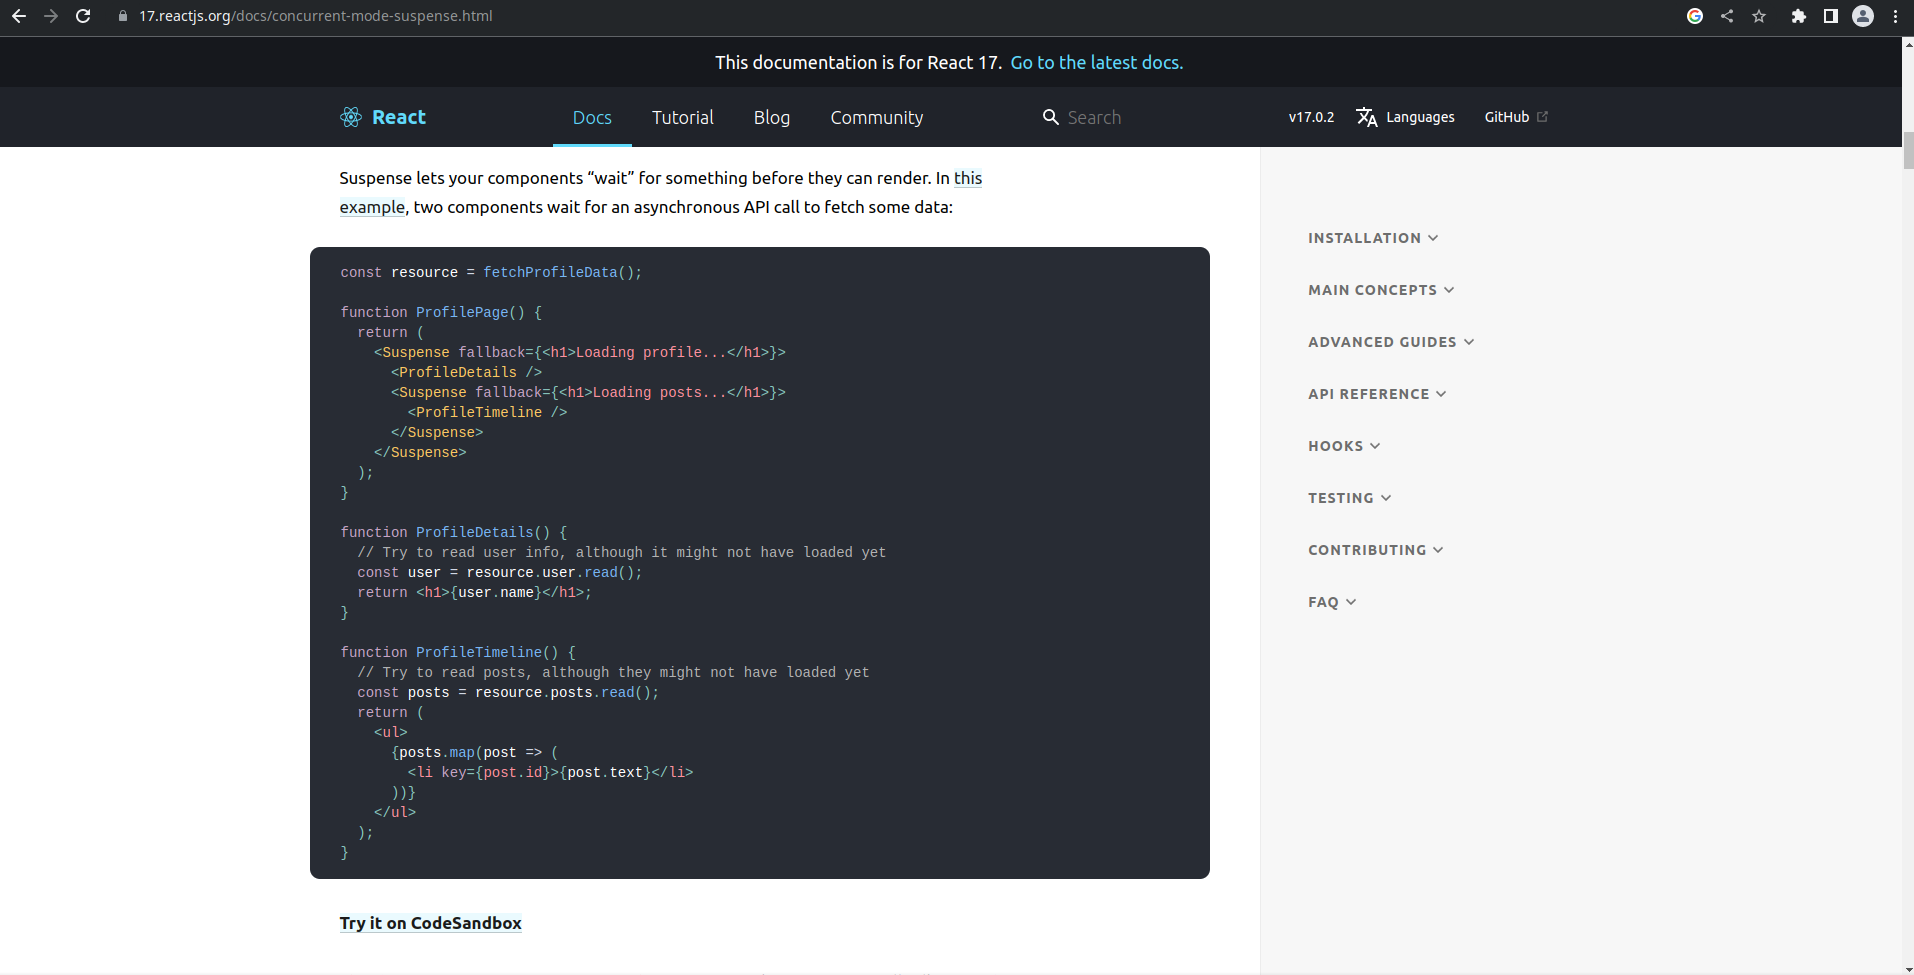 17.reactjs.org/docs/concurrent-mode-suspense.html
This documentation is for React 17. Go to the latest docs.
React Docs Tutorial Blog Community Search v17.0.2 Languages GitHub
Suspense lets your components “wait” for something before they can render. In this
example, two components wait for an asynchronous API call to fetch some data:
const resource = fetchProfileData();
function ProfilePage() {
  return (
    <Suspense fallback={<h1>Loading profile...</h1>}>
      <ProfileDetails />
      <Suspense fallback={<h1>Loading posts...</h1>}>
        <ProfileTimeline />
      </Suspense>
    </Suspense>
  );
}
function ProfileDetails() {
  // Try to read user info, although it might not have loaded yet
  const user = resource.user.read();
  return <h1>{user.name}</h1>;
}
function ProfileTimeline() {
  // Try to read posts, although they might not have loaded yet
  const posts = resource.posts.read();
  return (
    <ul>
      {posts.map(post => (
        <li key={post.id}>{post.text}</li>
      ))}
    </ul>
  );
}
Try it on CodeSandbox
INSTALLATION
MAIN CONCEPTS
ADVANCED GUIDES
API REFERENCE
HOOKS
TESTING
CONTRIBUTING
FAQ